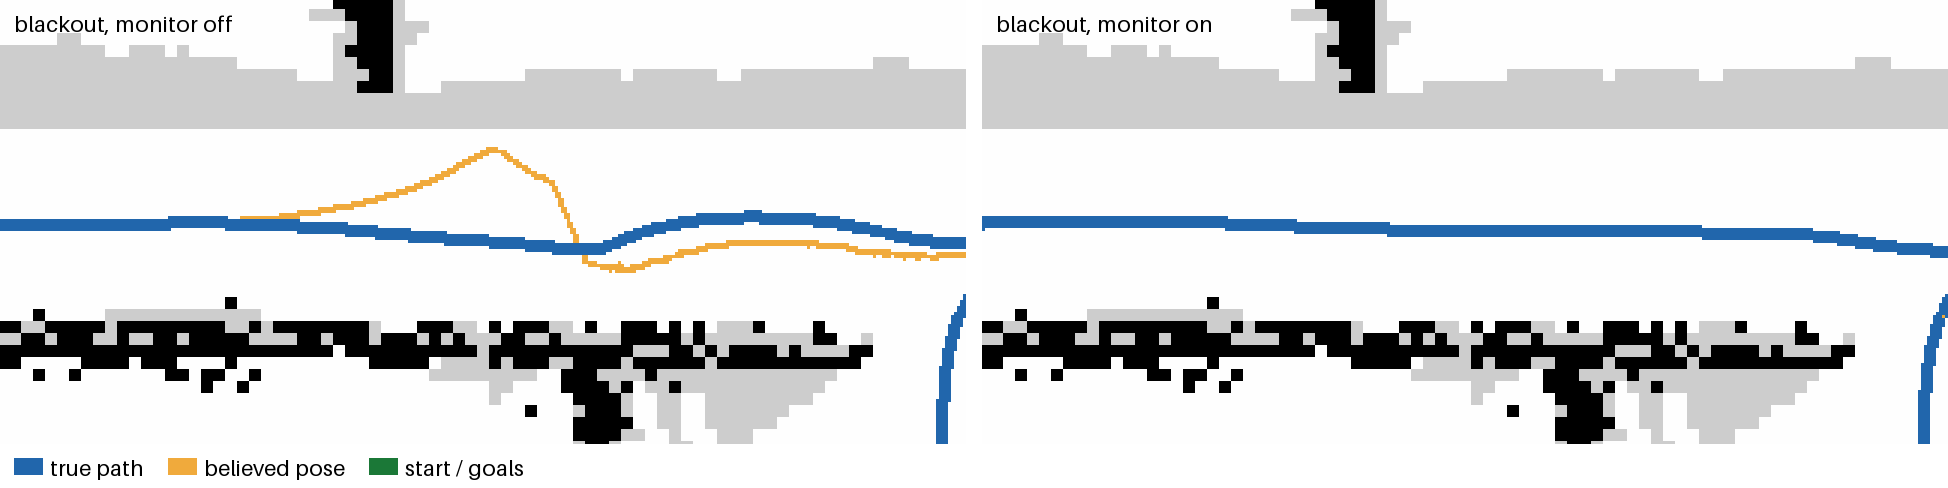 blackout, monitor off
blackout, monitor on
true path
believed pose
start / goals